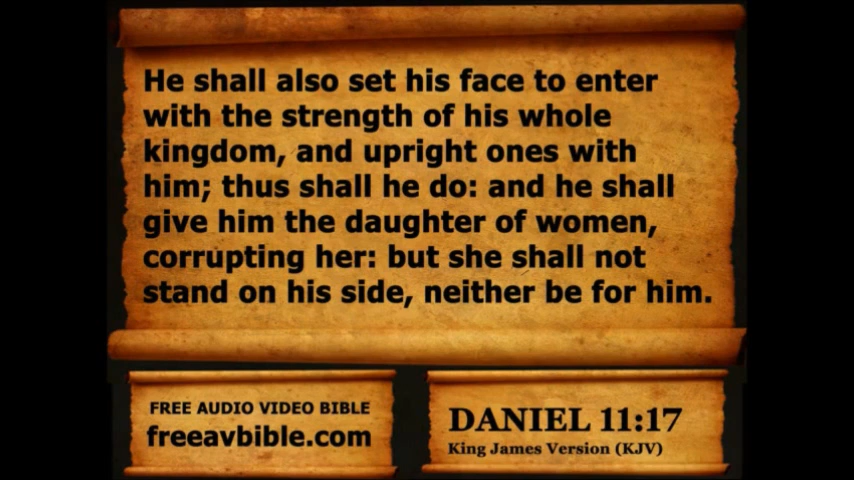 He shall also set his face to enter
with the strength of his whole
kingdom, and upright ones with
him; thus shall he do: and he shall
give him the daughter of women,
corrupting her: but she shall not
stand on his side, neither be for him.
FREE AUDIO VIDEO BIBLE
freeavbible.com
DANIEL 11:17
King James Version (KJV)